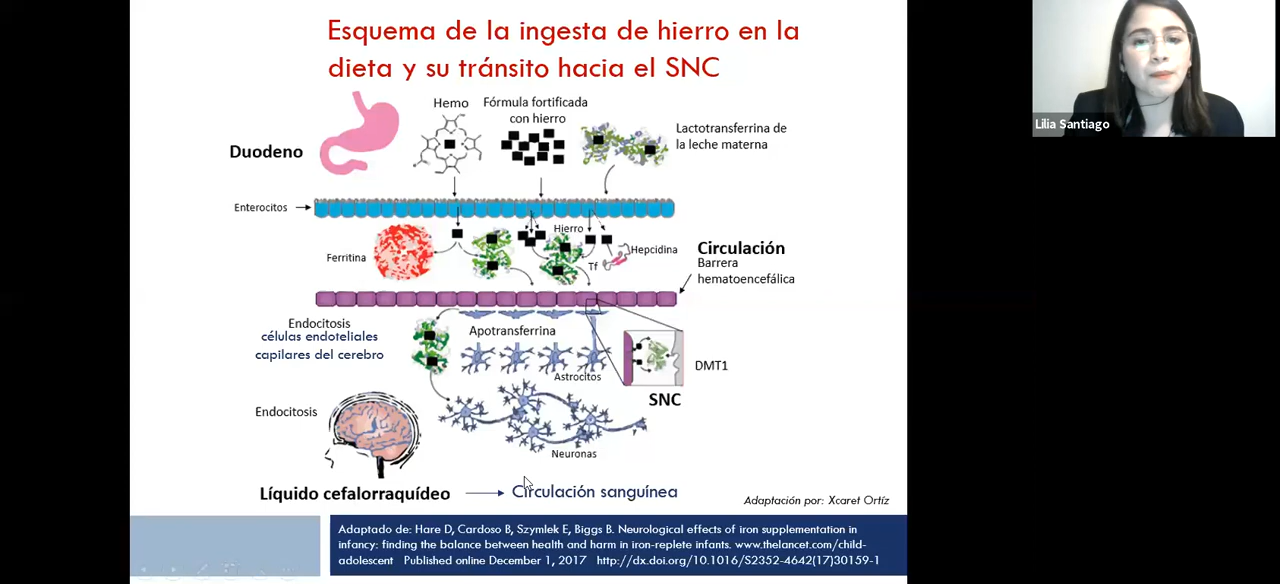 Esquema de la ingesta de hierro en la
dieta y su tránsito hacia el SNC
Lilia Santiago
Hemo
Fórmula fortificada
con hierro
Lactotransferrina de
la leche materna
Duodeno
Enterocitos
Hierro
Ferritina
Tf
Hepcidina
Circulación
Barrera
hematoencefálica
Endocitosis
células endoteliales
capilares del cerebro
Apotransferrina
Astrocitos
DMT1
SNC
Endocitosis
Neuronas
Líquido cefalorraquídeo
Circulación sanguínea
Adaptación por: Xcaret Ortíz
Adaptado de: Hare D, Cardoso B, Szymlek E, Biggs B. Neurological effects of iron supplementation in
infancy: finding the balance between health and harm in iron-replete infants. www.thelancet.com/child-
adolescent Published online December 1, 2017 http://dx.doi.org/10.1016/S2352-4642(17)30159-1